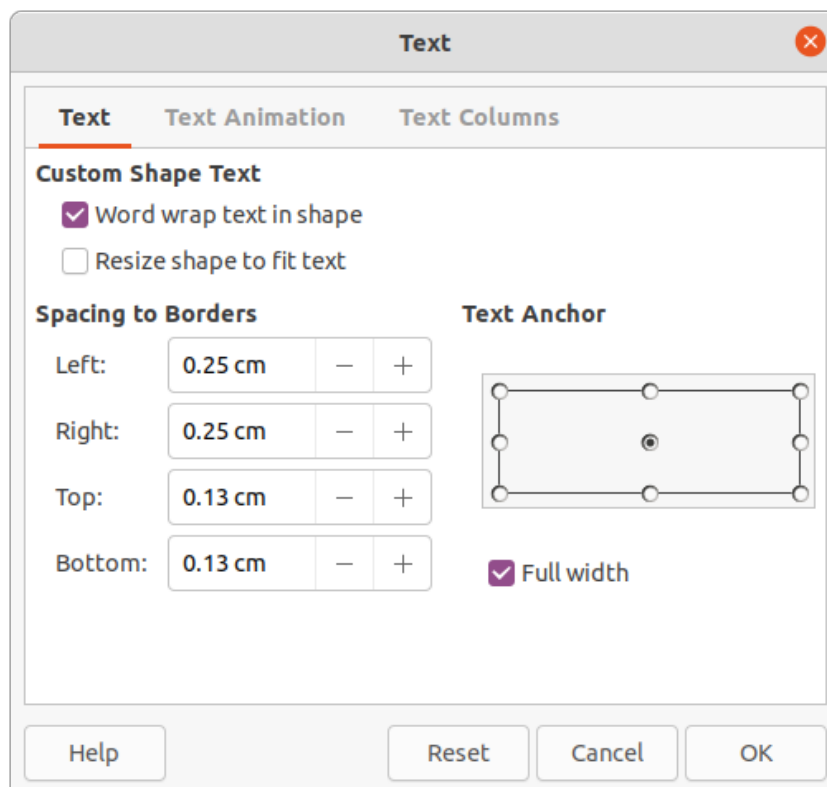 Text
Text Text Animation Text Columns
Custom Shape Text
Word wrap text in shape
Resize shape to fit text
Spacing to Borders
Left: 0.25 cm
Right: 0.25 cm
Top: 0.13 cm
Bottom: 0.13 cm
Text Anchor
Full width
Help Reset Cancel OK